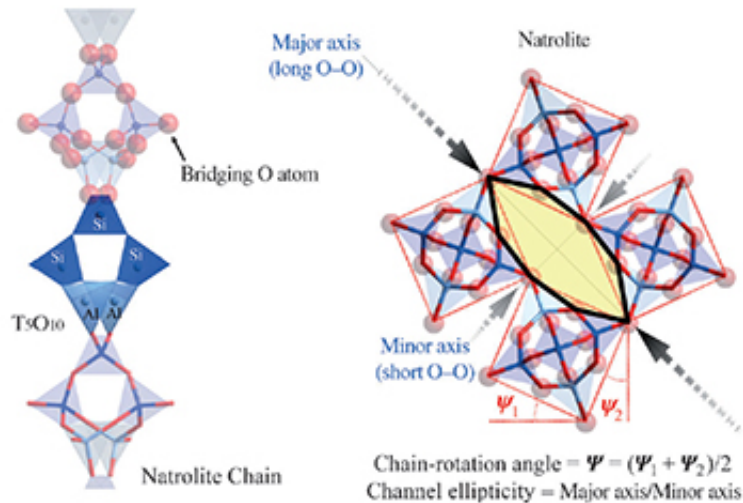 Bridging O atom
Si
Si
Si
Al
Al
T5O10
Natrolite Chain
Natrolite
Major axis
(long O–O)
Minor axis
(short O–O)
Ψ1
Ψ2
Chain-rotation angle = Ψ = (Ψ1 + Ψ2)/2
Channel ellipticity = Major axis/Minor axis